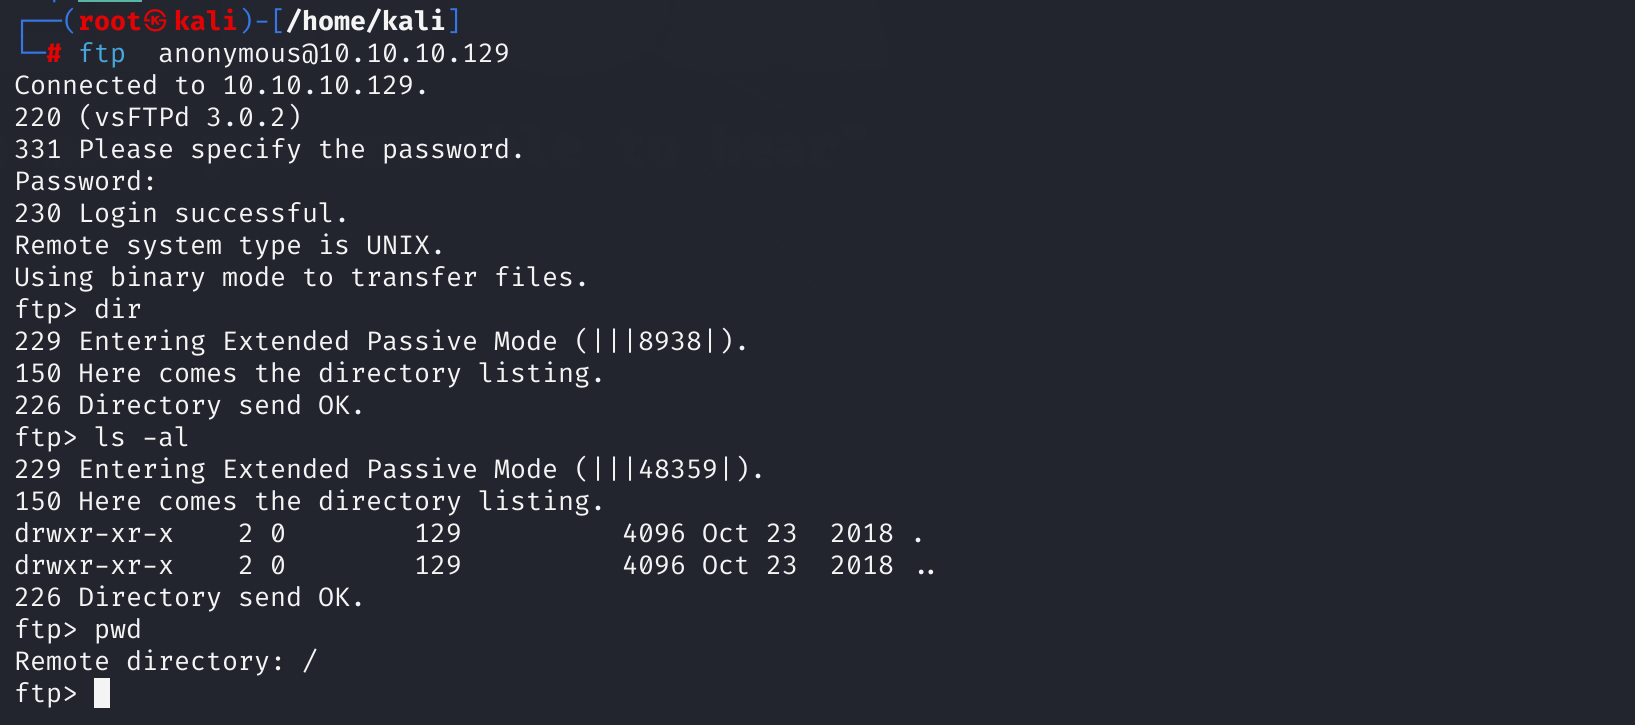 ┌──(root㉿kali)-[/home/kali]
└─# ftp  anonymous@10.10.10.129
Connected to 10.10.10.129.
220 (vsFTPd 3.0.2)
331 Please specify the password.
Password:
230 Login successful.
Remote system type is UNIX.
Using binary mode to transfer files.
ftp> dir
229 Entering Extended Passive Mode (|||8938|).
150 Here comes the directory listing.
226 Directory send OK.
ftp> ls -al
229 Entering Extended Passive Mode (|||48359|).
150 Here comes the directory listing.
drwxr-xr-x    2 0        129          4096 Oct 23  2018 .
drwxr-xr-x    2 0        129          4096 Oct 23  2018 ..
226 Directory send OK.
ftp> pwd
Remote directory: /
ftp>